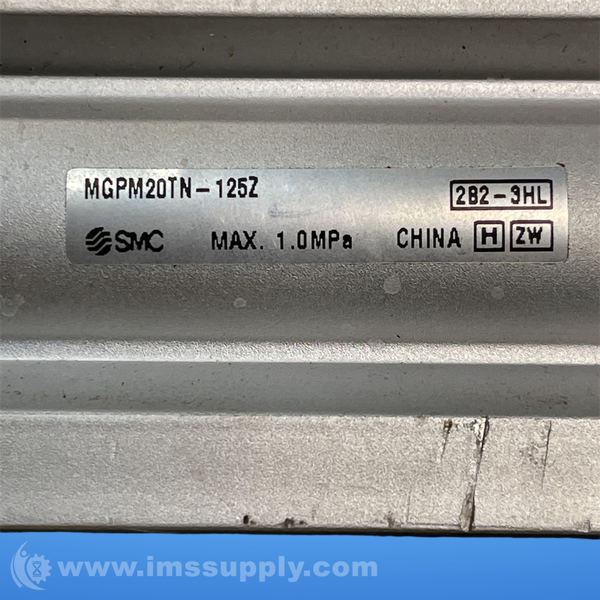 MGPM20TN-125Z 2B2-3HL
SMC MAX. 1.0MPa CHINA H ZW
www.imssupply.com